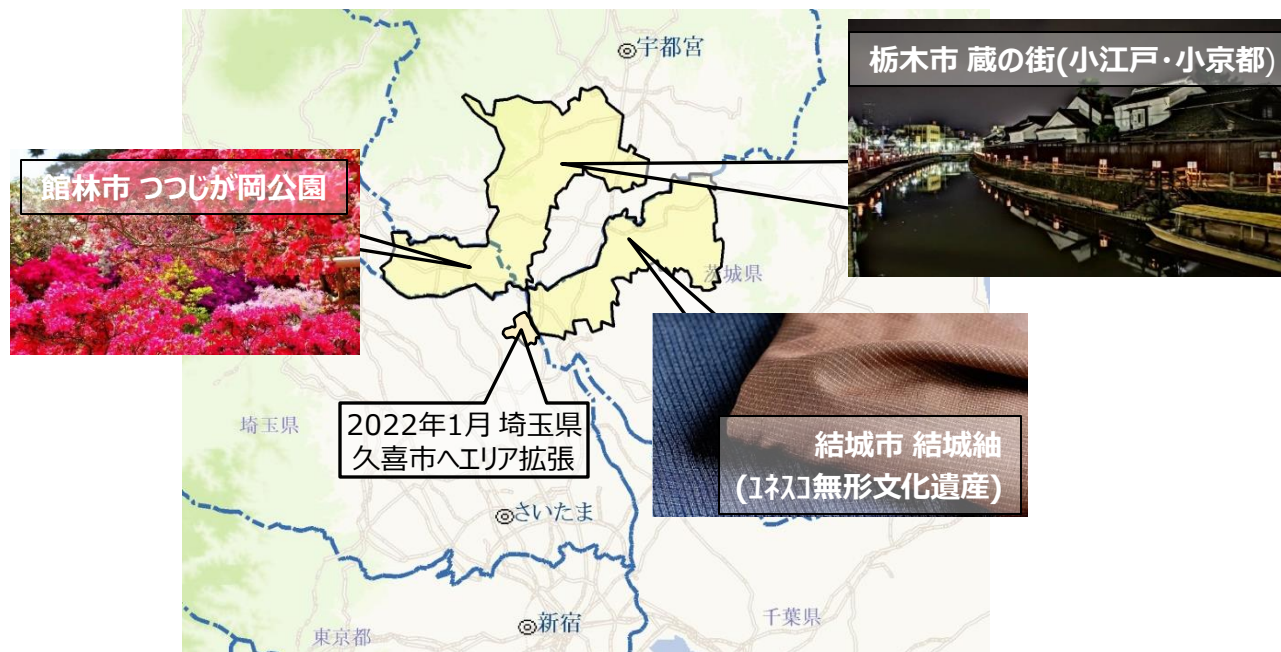 宇都宮
栃木市 蔵の街(小江戸・小京都)
館林市 つつじが岡公園
茨城県
2022年1月 埼玉県
久喜市へエリア拡張
埼玉県
結城市 結城紬
(ﾕﾈｽｺ無形文化遺産)
さいたま
新宿
千葉県
東京都